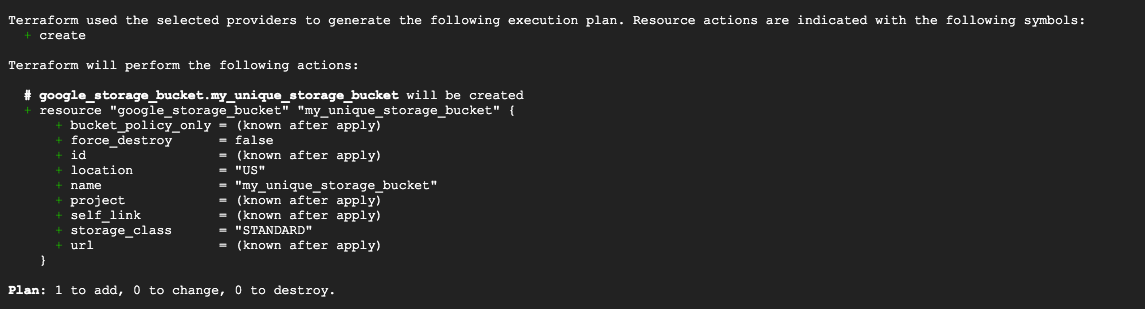 Terraform used the selected providers to generate the following execution plan. Resource actions are indicated with the following symbols:
+ create
Terraform will perform the following actions:
# google_storage_bucket.my_unique_storage_bucket will be created
+ resource "google_storage_bucket" "my_unique_storage_bucket" {
+ bucket_policy_only = (known after apply)
+ force_destroy = false
+ id = (known after apply)
+ location = "US"
+ name = "my_unique_storage_bucket"
+ project = (known after apply)
+ self_link = (known after apply)
+ storage_class = "STANDARD"
+ url = (known after apply)
}
Plan: 1 to add, 0 to change, 0 to destroy.